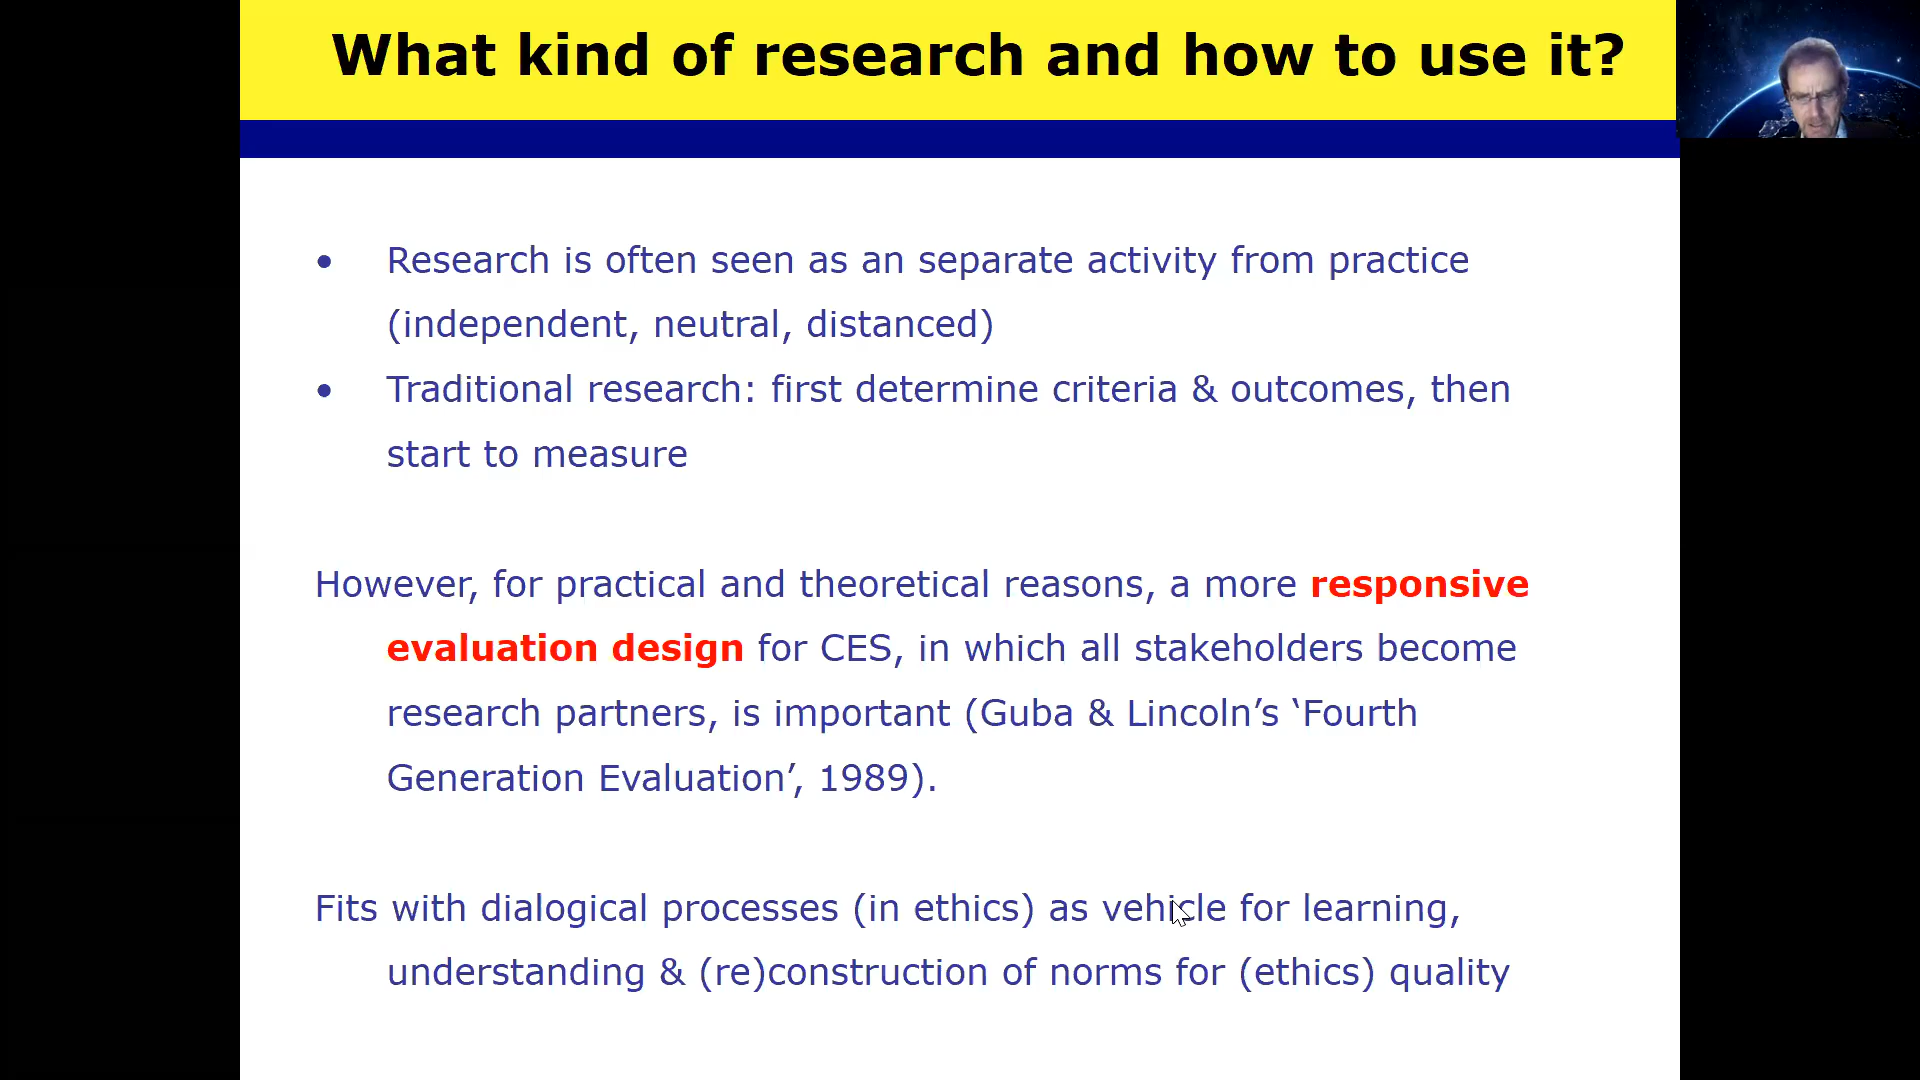 What kind of research and how to use it?
• Research is often seen as an separate activity from practice
(independent, neutral, distanced)
• Traditional research: first determine criteria & outcomes, then
start to measure
However, for practical and theoretical reasons, a more responsive
evaluation design for CES, in which all stakeholders become
research partners, is important (Guba & Lincoln’s ‘Fourth
Generation Evaluation’, 1989).
Fits with dialogical processes (in ethics) as vehicle for learning,
understanding & (re)construction of norms for (ethics) quality